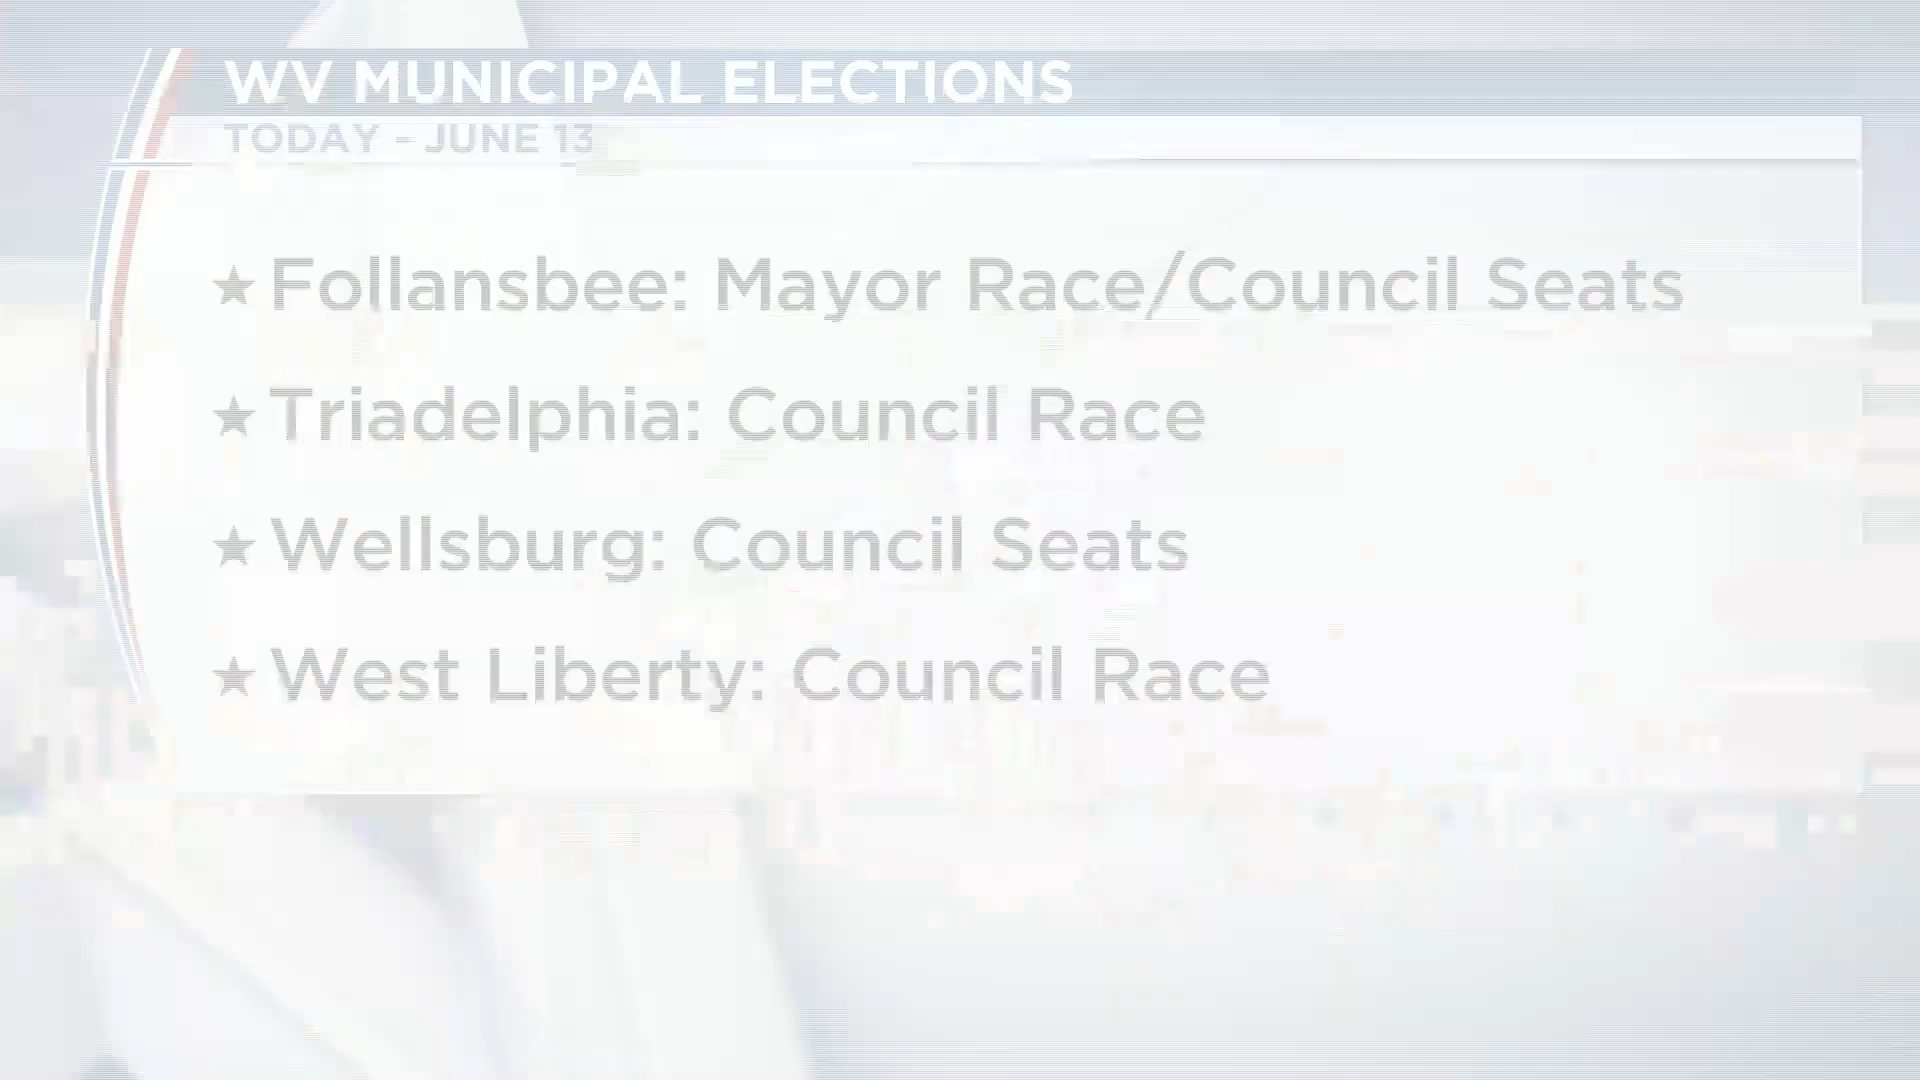 WV MUNICIPAL ELECTIONS
TODAY - JUNE 13
★ Follansbee: Mayor Race/Council Seats
★ Triadelphia: Council Race
★ Wellsburg: Council Seats
★ West Liberty: Council Race